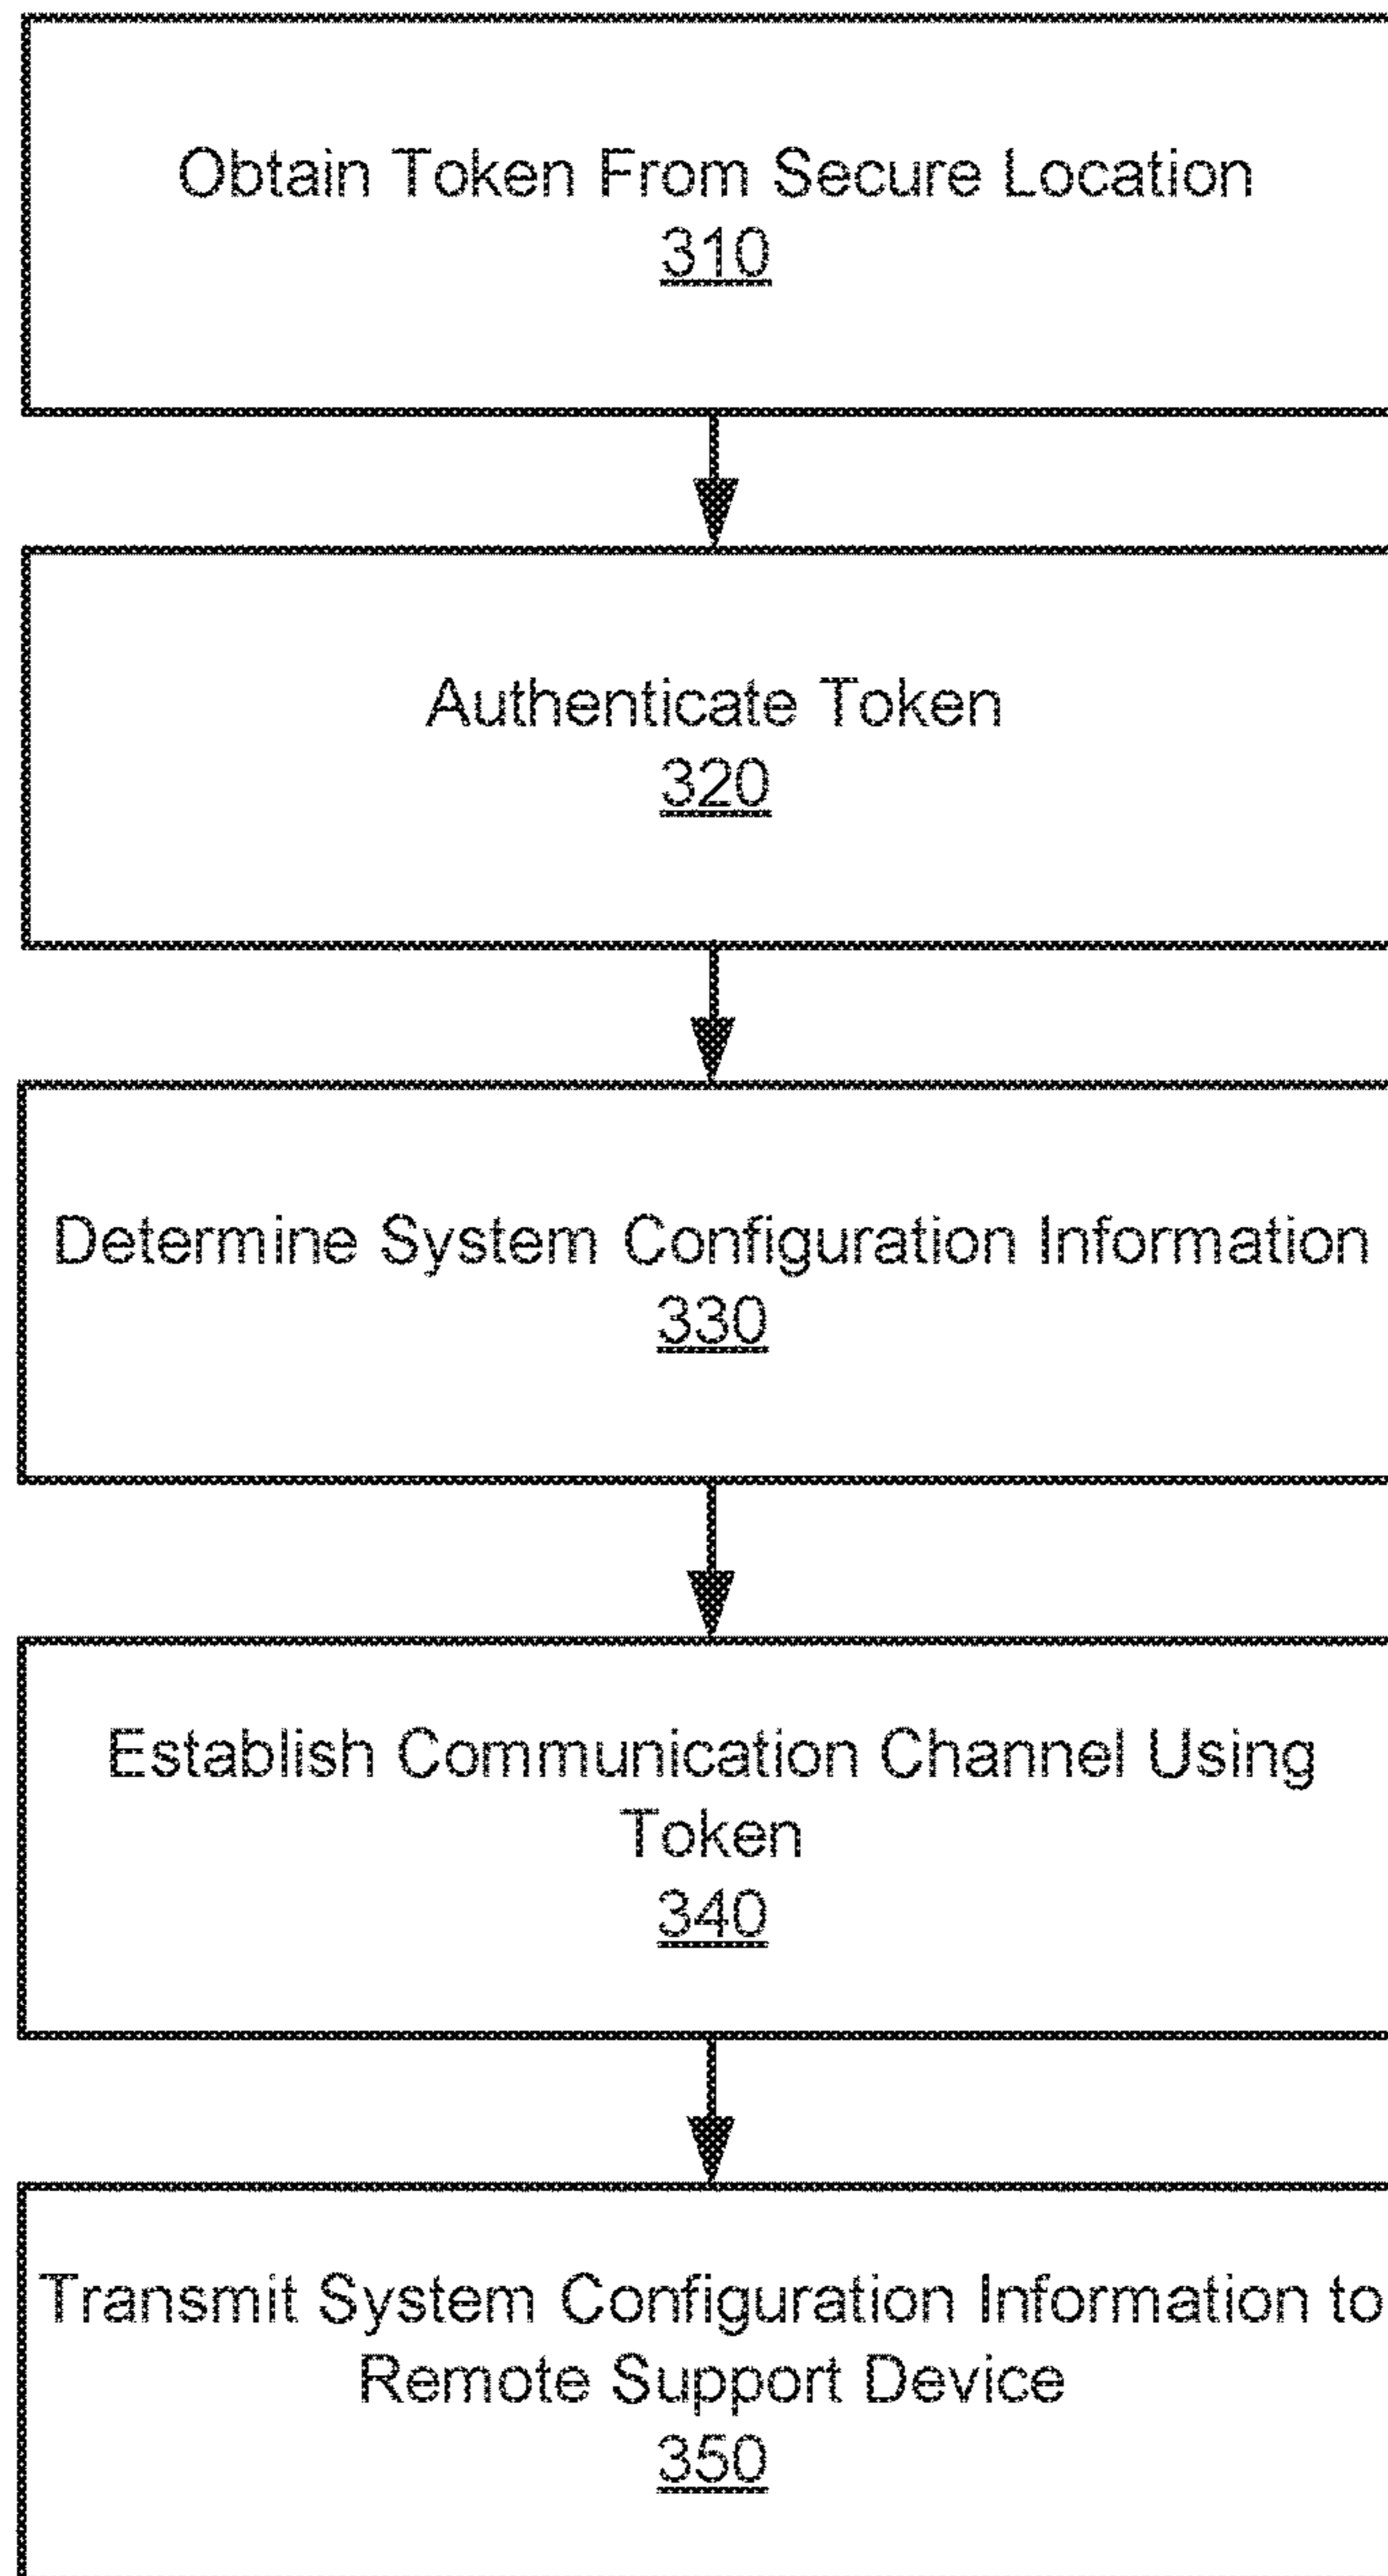 Obtain Token From Secure Location
310
Authenticate Token
320
Determine System Configuration Information
330
Establish Communication Channel Using
Token
340
Transmit System Configuration Information to
Remote Support Device
350